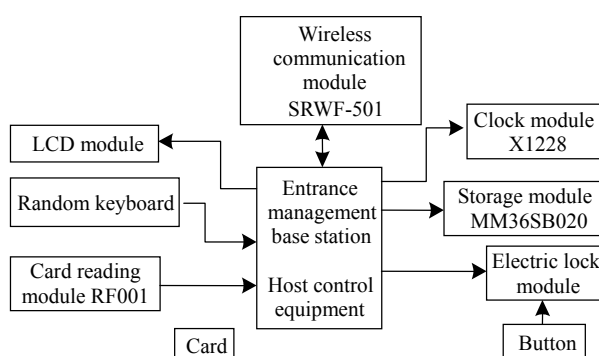 Wireless
communication
module
SRWF-501
LCD module
Random keyboard
Card reading
module RF001
Card
Entrance
management
base station
Host control
equipment
Clock module
X1228
Storage module
MM36SB020
Electric lock
module
Button